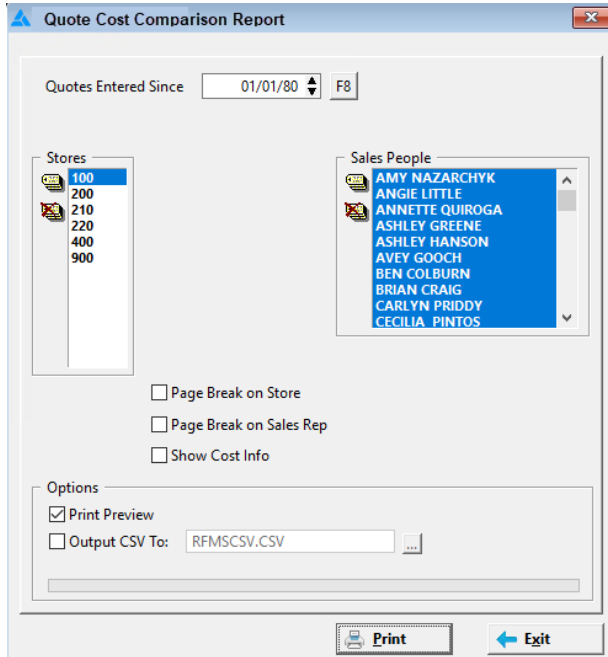 Quote Cost Comparison Report
Quotes Entered Since 01/01/80 F8
Stores
100
200
210
220
400
900
Sales People
AMY NAZARCHYK
ANGIE LITTLE
ANNETTE QUIROGA
ASHLEY GREENE
ASHLEY HANSON
AVEY GOOCH
BEN COLBURN
BRIAN CRAIG
CARLYN PRIDDY
CECILIA PINTOS
Page Break on Store
Page Break on Sales Rep
Show Cost Info
Options
Print Preview
Output CSV To: RFMSCSV.CSV ...
Print Exit